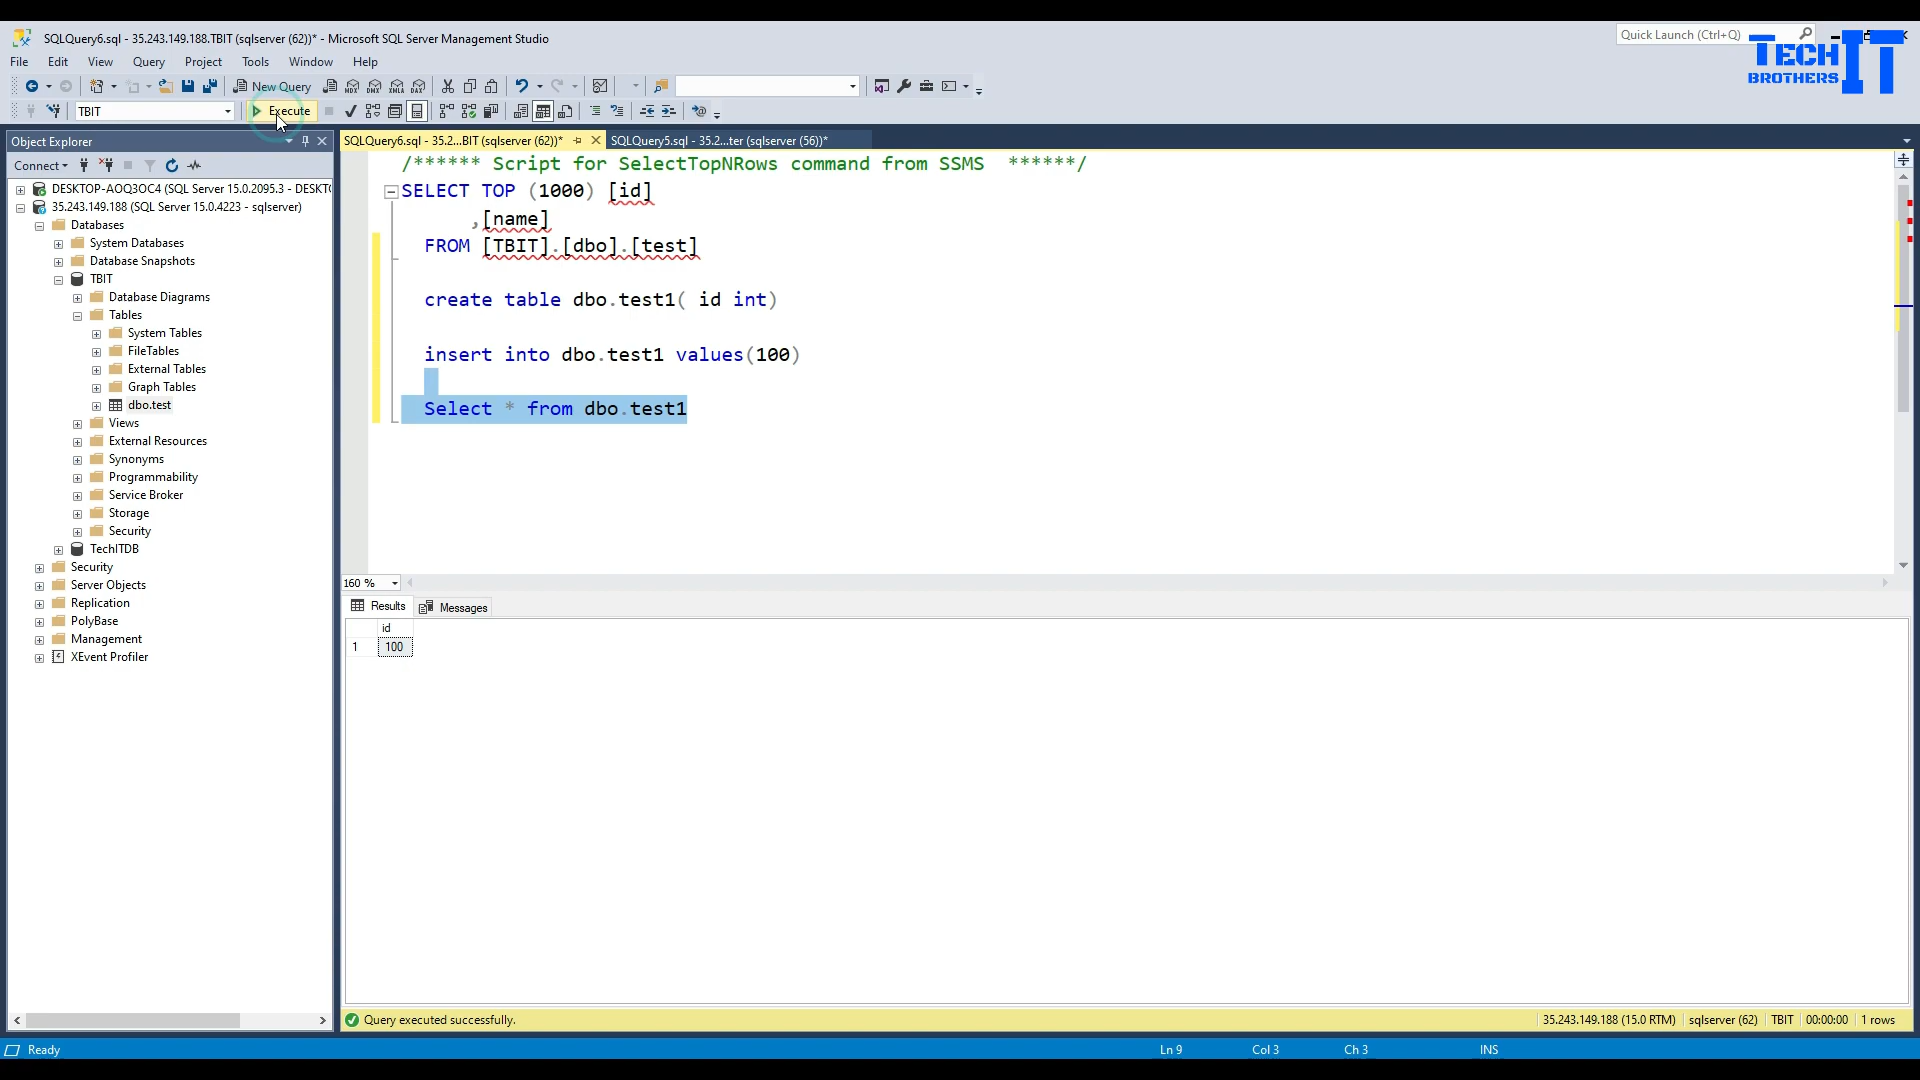 SQLQuery6.sql - 35.243.149.188.TBIT (sqlserver (62))* - Microsoft SQL Server Management Studio
Quick Launch (Ctrl+Q)
TECH IT
BROTHERS
File Edit View Query Project Tools Window Help
New Query
TBIT
Execute
Object Explorer
SQLQuery6.sql - 35.2...BIT (sqlserver (62))*
SQLQuery5.sql - 35.2...ter (sqlserver (56))*
Connect
DESKTOP-AOQ3OC4 (SQL Server 15.0.2095.3 - DESKT
35.243.149.188 (SQL Server 15.0.4223 - sqlserver)
Databases
System Databases
Database Snapshots
TBIT
Database Diagrams
Tables
System Tables
FileTables
External Tables
Graph Tables
dbo.test
Views
External Resources
Synonyms
Programmability
Service Broker
Storage
Security
TechITDB
Security
Server Objects
Replication
PolyBase
Management
XEvent Profiler
/****** Script for SelectTopNRows command from SSMS ******/
SELECT TOP (1000) [id]
,[name]
FROM [TBIT].[dbo].[test]
create table dbo.test1( id int)
insert into dbo.test1 values(100)
Select * from dbo.test1
160 %
Results Messages
id
1 100
Query executed successfully.
35.243.149.188 (15.0 RTM) sqlserver (62) TBIT 00:00:00 1 rows
Ready
Ln 9 Col 3 Ch 3 INS